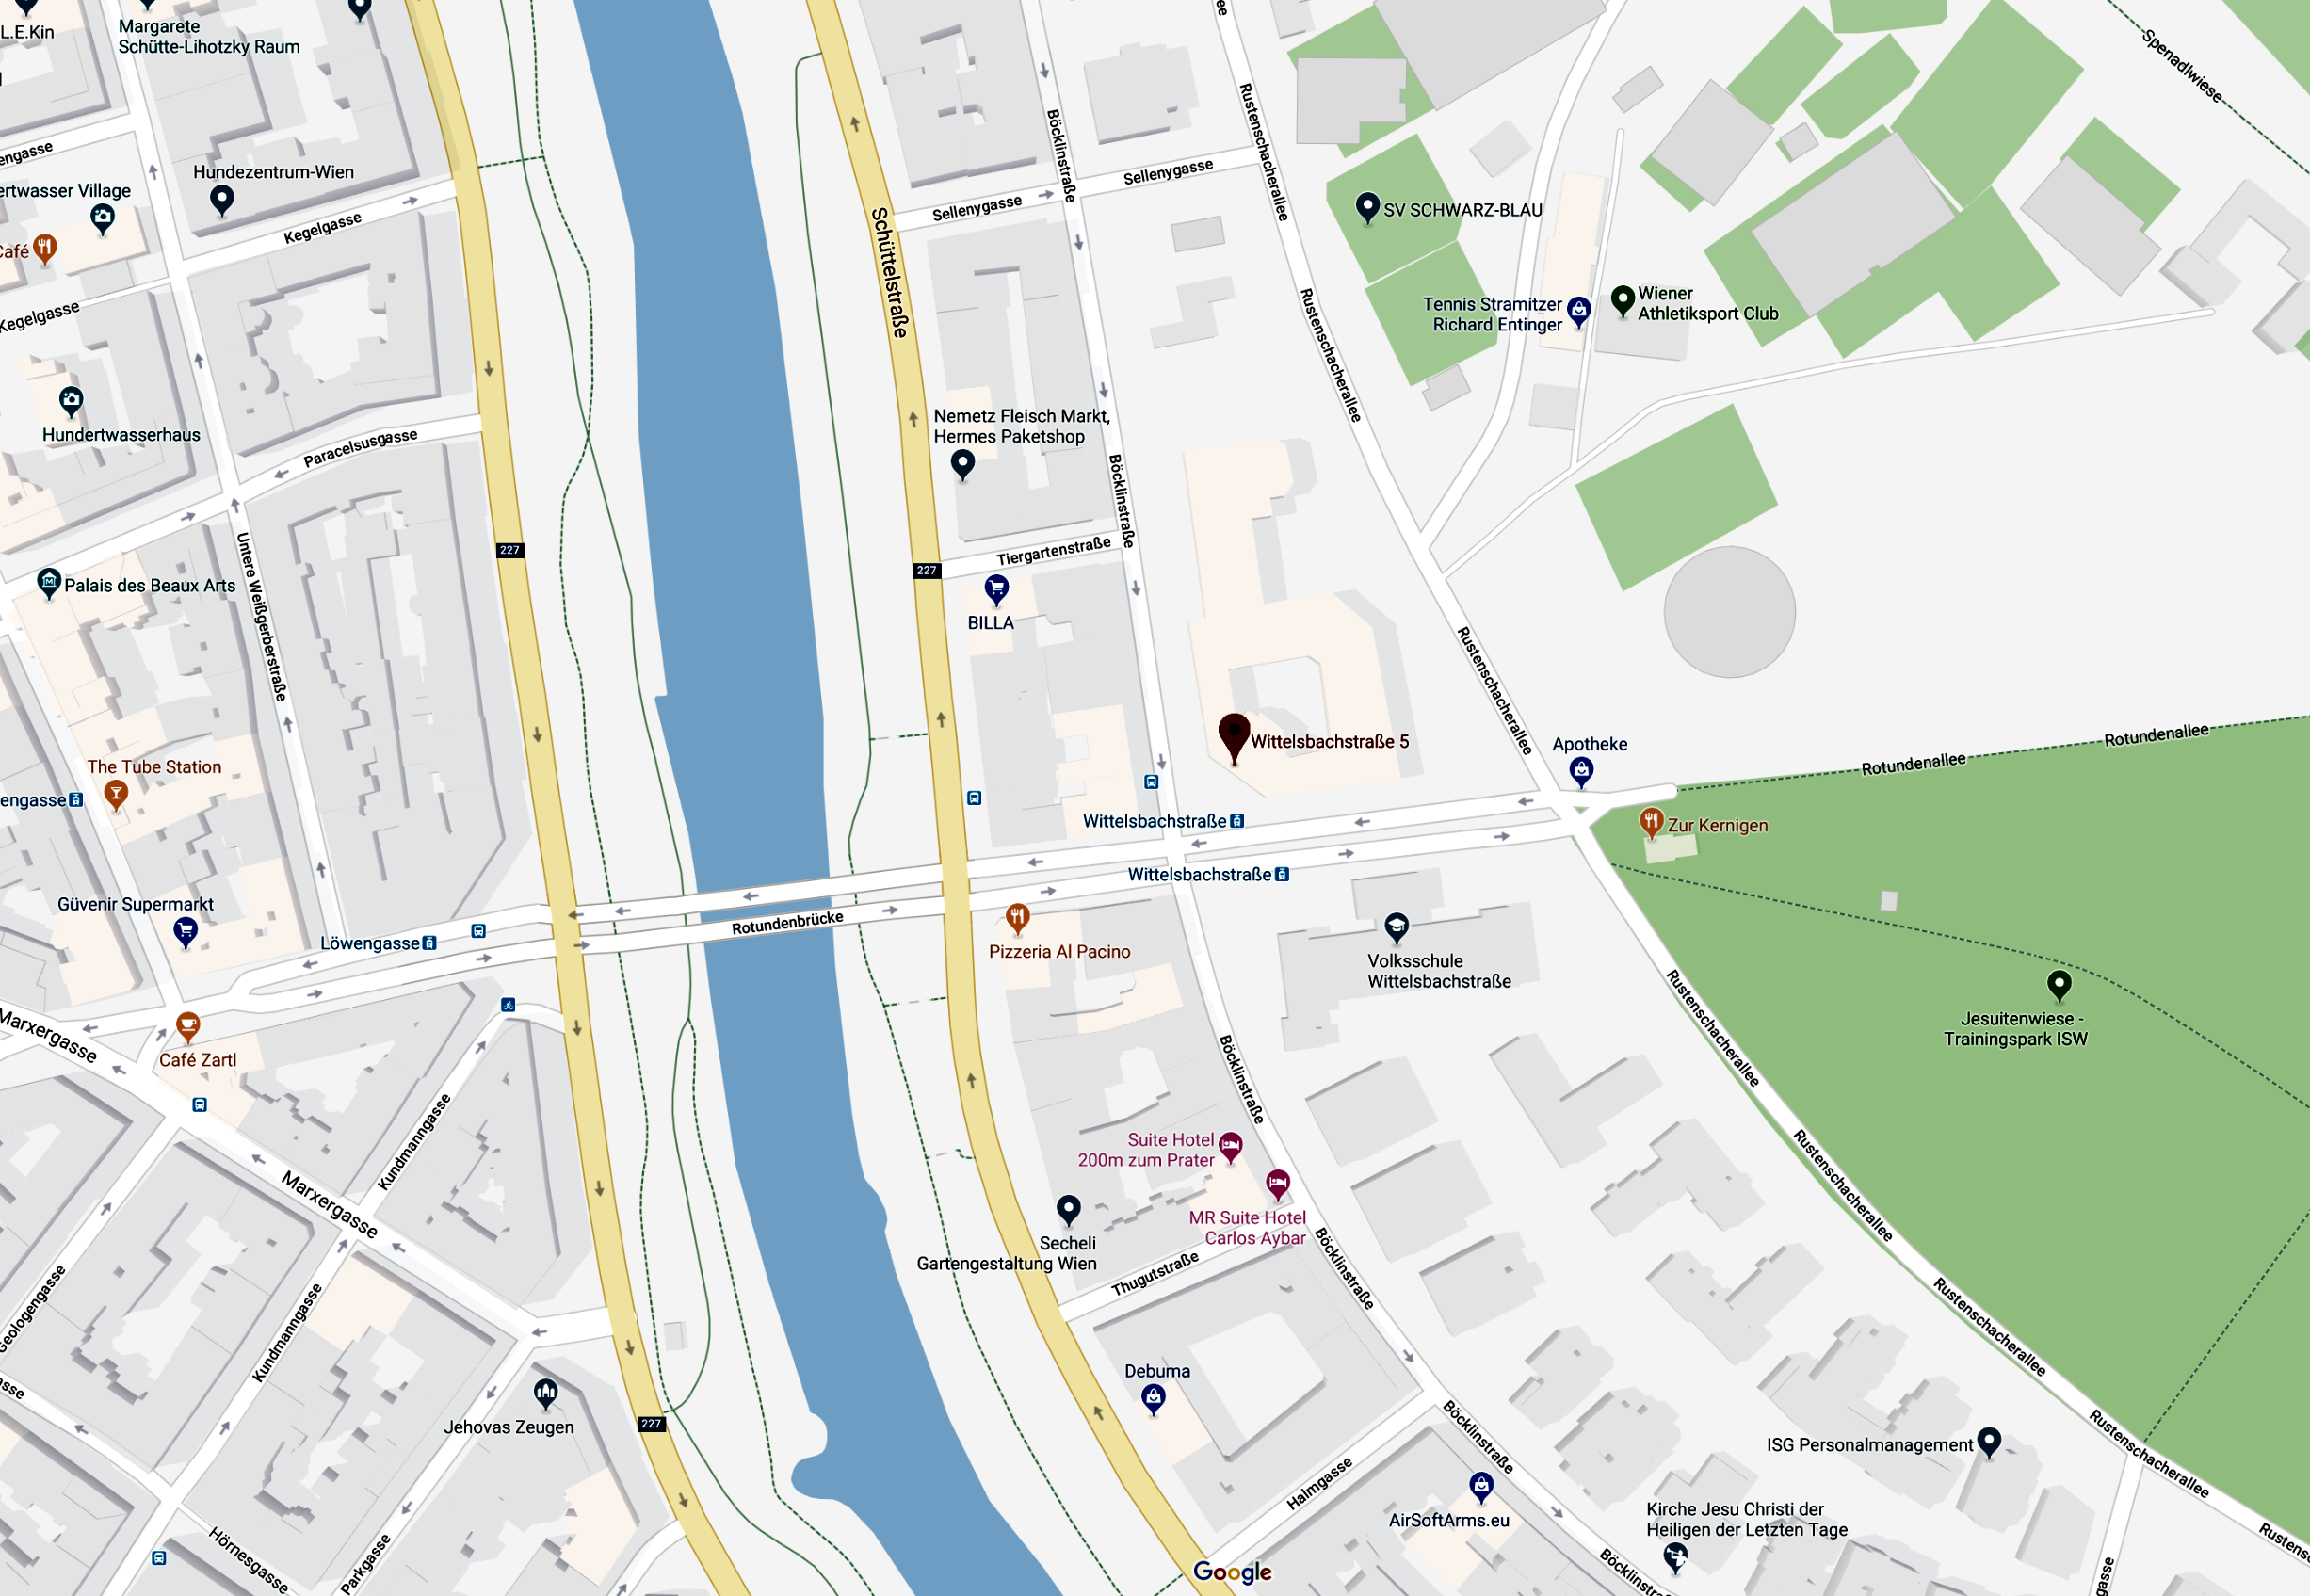 L.E.Kin
Margarete
Schütte-Lihotzky Raum
Hundezentrum-Wien
ertwasser Village
Café
Kegelgasse
Kegelgasse
Hundertwasserhaus
Paracelsusgasse
Untere Weißgerberstraße
Palais des Beaux Arts
The Tube Station
engasse
Güvenir Supermarkt
Löwengasse
Marxergasse
Café Zartl
Kundmanngasse
Marxergasse
Geologengasse
Kundmanngasse
asse
Hörnesgasse
Parkgasse
Jehovas Zeugen
227
227
227
Rotundenbrücke
Schüttelstraße
Böcklinstraße
Sellenygasse
Sellenygasse
Rustenschacherallee
Rustenschacherallee
SV SCHWARZ-BLAU
Tennis Stramitzer
Richard Entinger
Wiener
Athletiksport Club
Spenadlwiese
Nemetz Fleisch Markt,
Hermes Paketshop
Böcklinstraße
Tiergartenstraße
BILLA
Wittelsbachstraße 5
Rustenschacherallee
Apotheke
Rotundenallee
Rotundenallee
Zur Kernigen
Wittelsbachstraße
Wittelsbachstraße
Pizzeria Al Pacino
Volksschule
Wittelsbachstraße
Jesuitenwiese -
Trainingspark ISW
Rustenschacherallee
Böcklinstraße
Suite Hotel
200m zum Prater
MR Suite Hotel
Carlos Aybar
Secheli
Gartengestaltung Wien
Thugutstraße
Böcklinstraße
Rustenschacherallee
Rustenschacherallee
Debuma
Böcklinstraße
Halmgasse
AirSoftArms.eu
Rustenschacherallee
ISG Personalmanagement
Kirche Jesu Christi der
Heiligen der Letzten Tage
Google